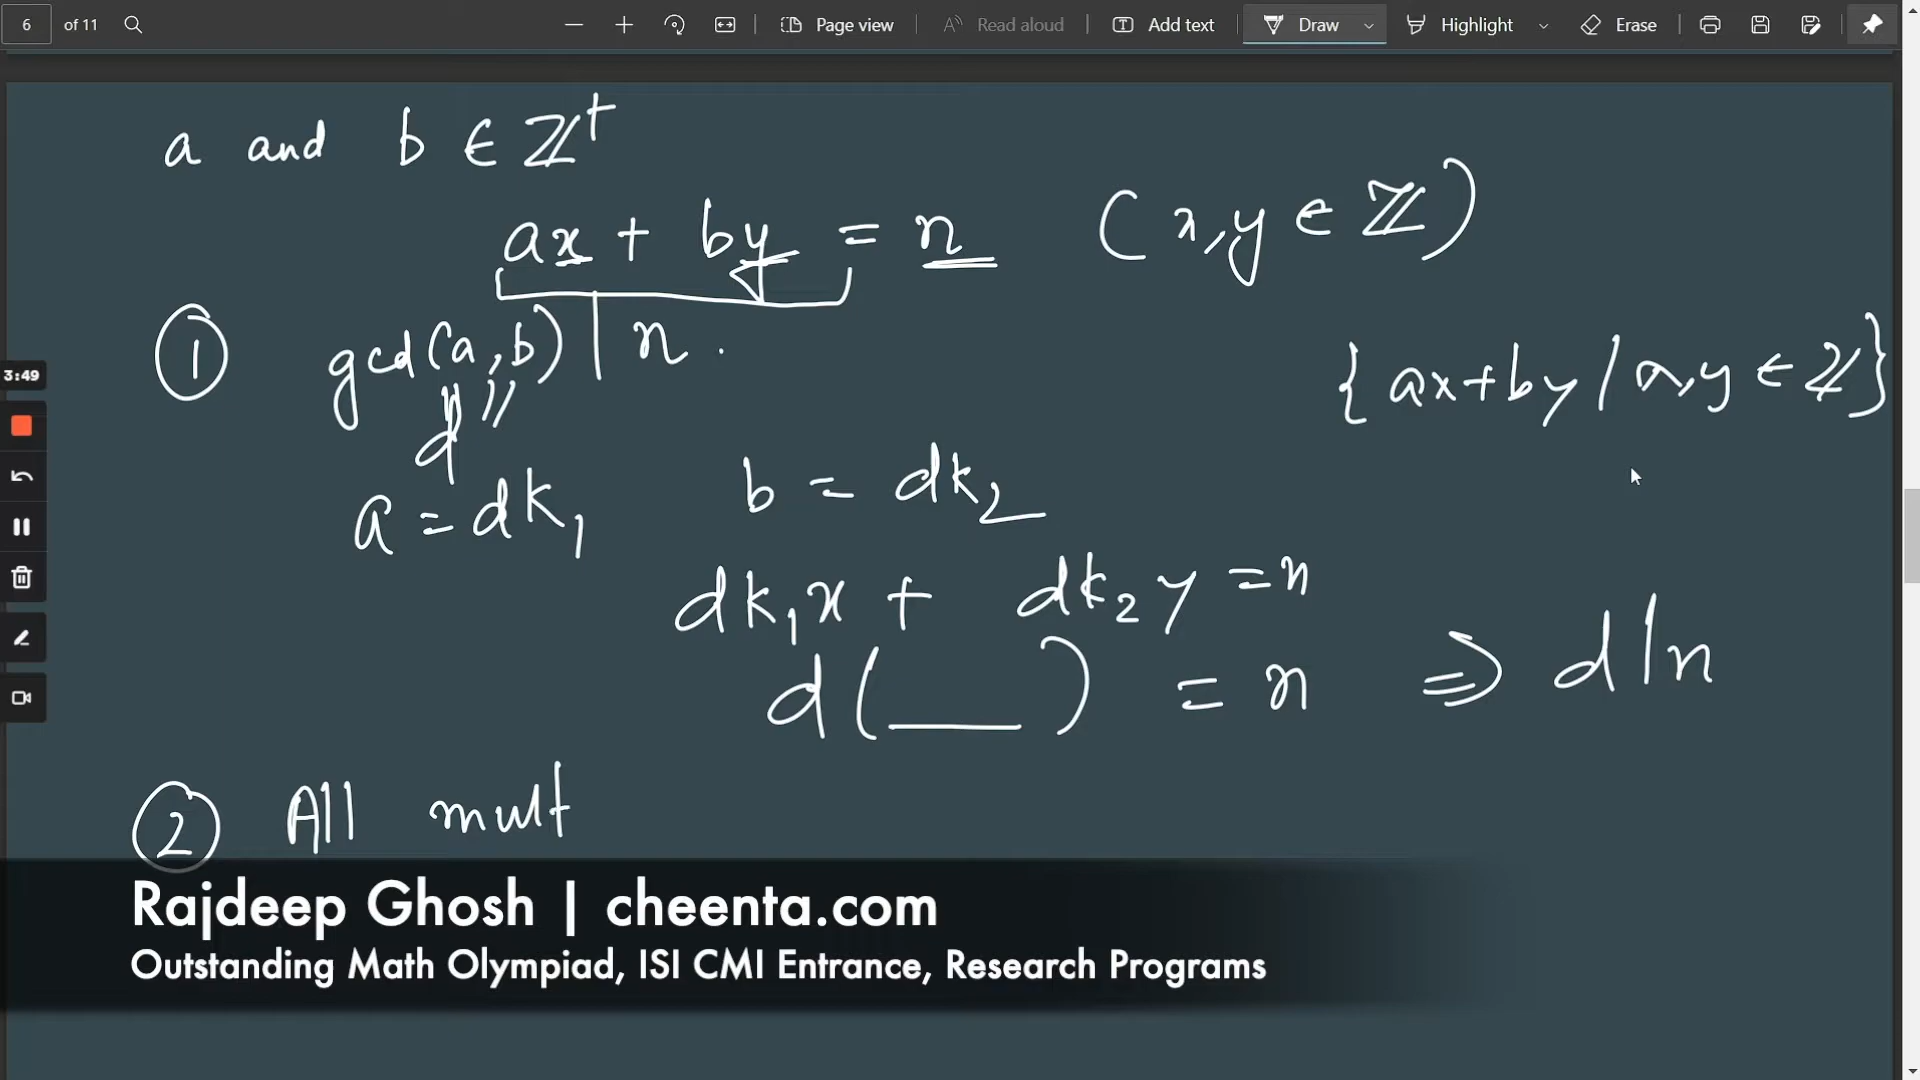 6 of 11 Page view Read aloud Add text Draw Highlight Erase
a and b ∈ ℤ⁺
ax + by = n (x,y ∈ ℤ)
① gcd(a,b) | n.
{ax+by / x,y ∈ ℤ}
3:49
d
a = dk₁ b = dk₂
dk₁x + dk₂y = n
d(___) = n ⇒ d|n
② All mult
Rajdeep Ghosh | cheenta.com
Outstanding Math Olympiad, ISI CMI Entrance, Research Programs